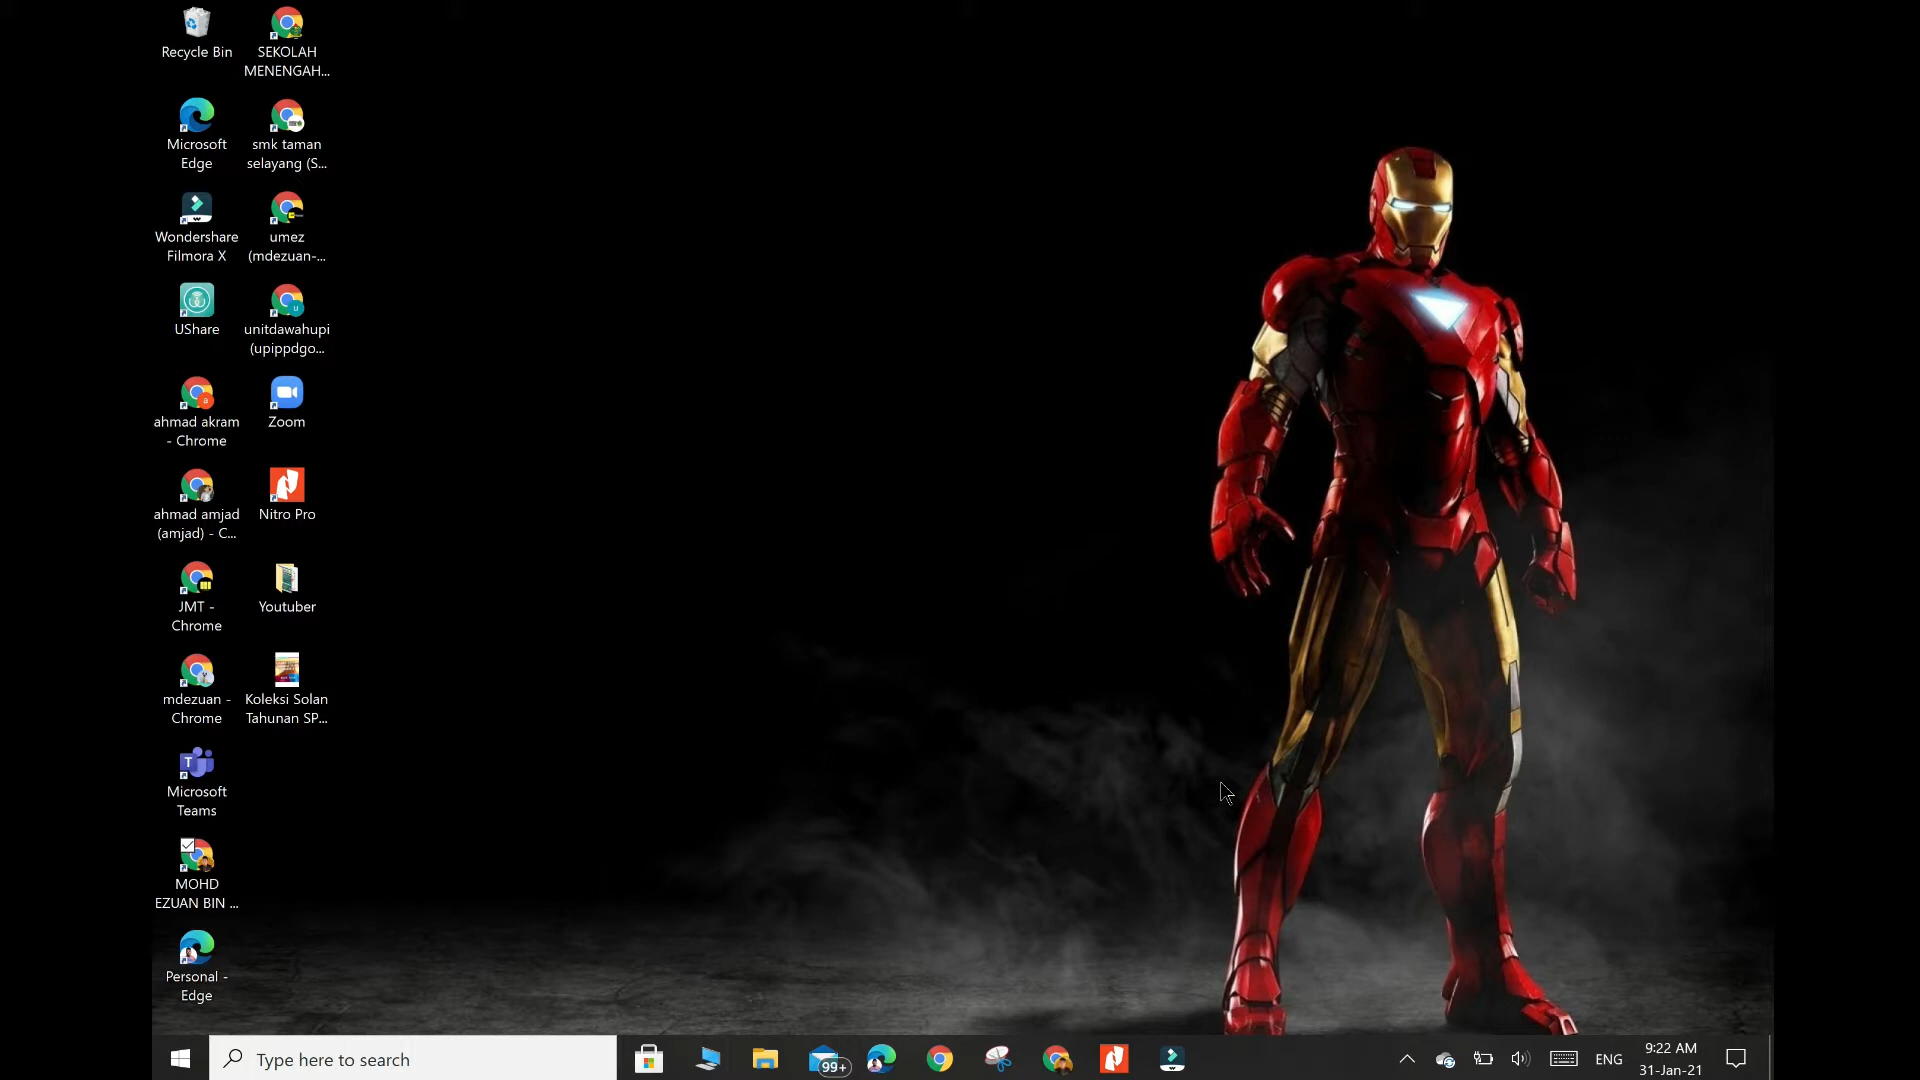 Recycle Bin
SEKOLAH
MENENGAH...
Microsoft
Edge
smk taman
selayang (S...
Wondershare
Filmora X
umez
(mdezuan-...
UShare
unitdawahupi
(upippdgo...
ahmad akram
- Chrome
Zoom
ahmad amjad
(amjad) - C...
Nitro Pro
JMT -
Chrome
Youtuber
mdezuan -
Chrome
Koleksi Solan
Tahunan SP...
Microsoft
Teams
MOHD
EZUAN BIN ...
Personal -
Edge
Type here to search
99+
ENG
9:22 AM
31-Jan-21